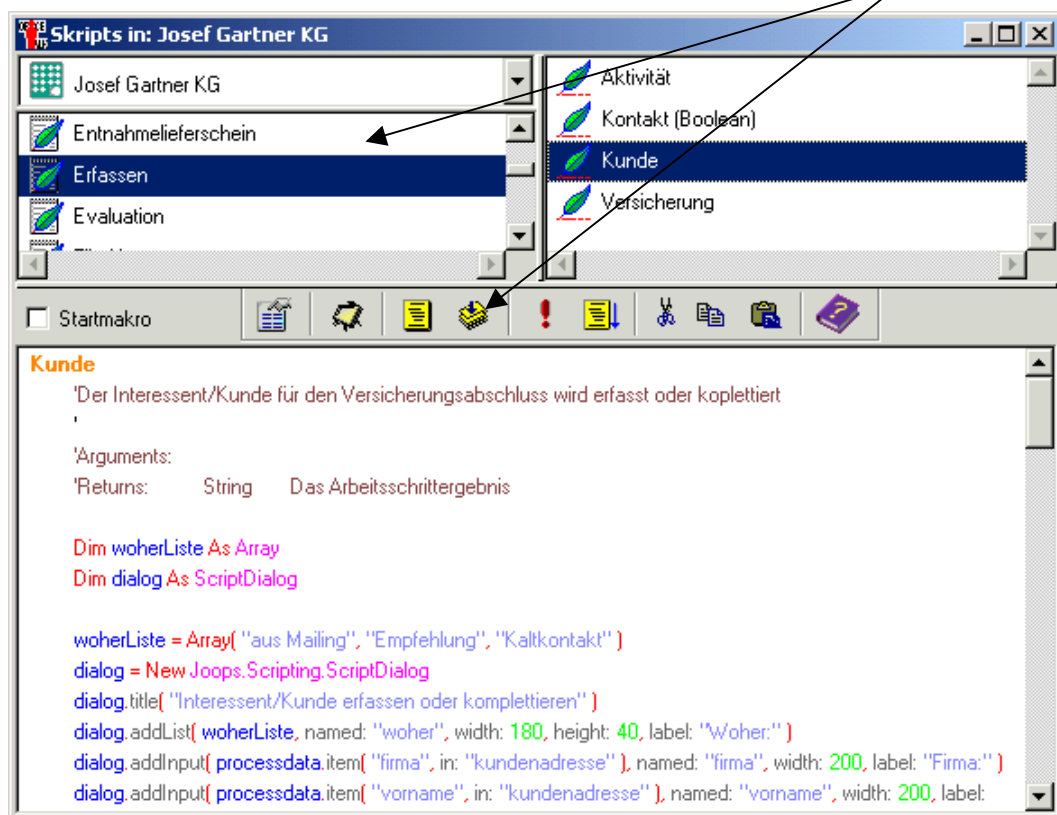 Skripts in: Josef Gartner KG
Josef Gartner KG
Entnahmelieferschein
Erfassen
Evaluation
Aktivität
Kontakt (Boolean)
Kunde
Versicherung
Startmakro
Kunde
'Der Interessent/Kunde für den Versicherungsabschluss wird erfasst oder koplettiert
'
'Arguments:
'Returns: String Das Arbeitsschrittergebnis
Dim woherListe As Array
Dim dialog As ScriptDialog
woherListe = Array( "aus Mailing", "Empfehlung", "Kaltkontakt" )
dialog = New Joops.Scripting.ScriptDialog
dialog.title( "Interessent/Kunde erfassen oder komplettieren" )
dialog.addList( woherListe, named: "woher", width: 180, height: 40, label: "Woher:" )
dialog.addInput( processdata.item( "firma", in: "kundenadresse" ), named: "firma", width: 200, label: "Firma:" )
dialog.addInput( processdata.item( "vorname", in: "kundenadresse" ), named: "vorname", width: 200, label: